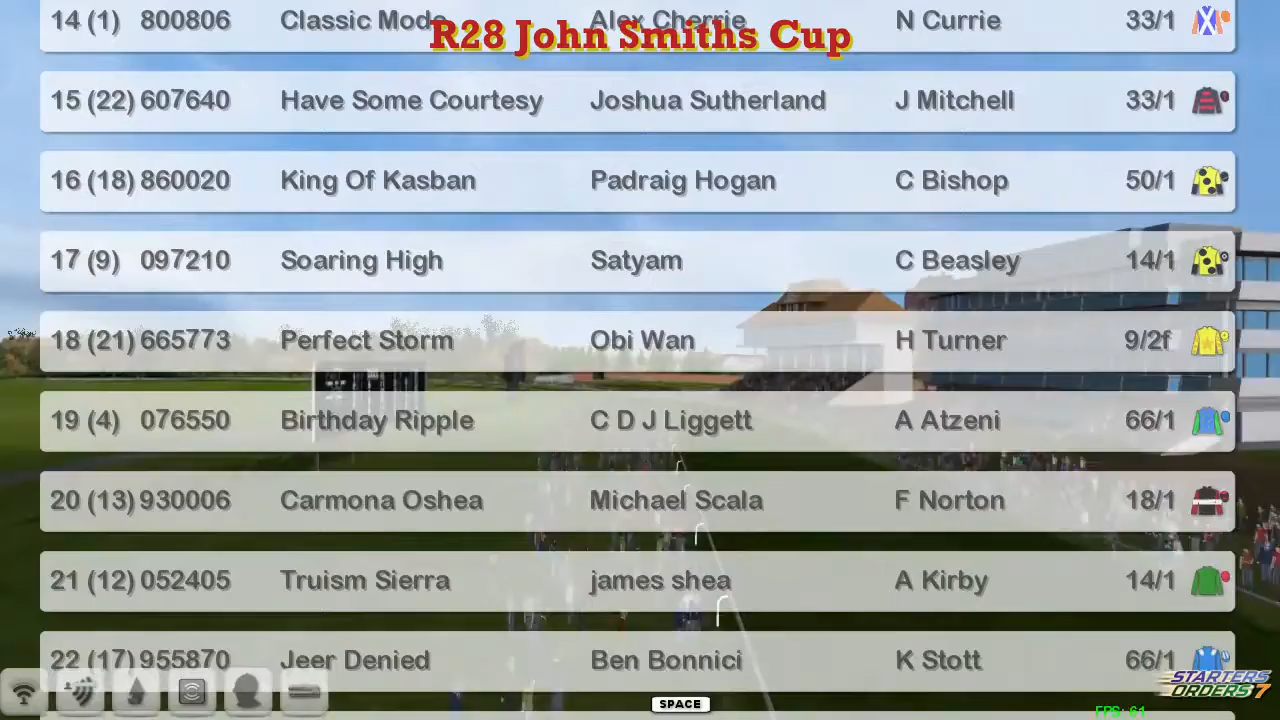 14 (1) 800806 Classic Mode Alex Cherrie N Currie 33/1
R28 John Smiths Cup
15 (22) 607640 Have Some Courtesy Joshua Sutherland J Mitchell 33/1
16 (18) 860020 King Of Kasban Padraig Hogan C Bishop 50/1
17 (9) 097210 Soaring High Satyam C Beasley 14/1
18 (21) 665773 Perfect Storm Obi Wan H Turner 9/2f
19 (4) 076550 Birthday Ripple C D J Liggett A Atzeni 66/1
20 (13) 930006 Carmona Oshea Michael Scala F Norton 18/1
21 (12) 052405 Truism Sierra james shea A Kirby 14/1
22 (17) 955870 Jeer Denied Ben Bonnici K Stott 66/1
STARTERS
ORDERS 7
SPACE
FPS: 61